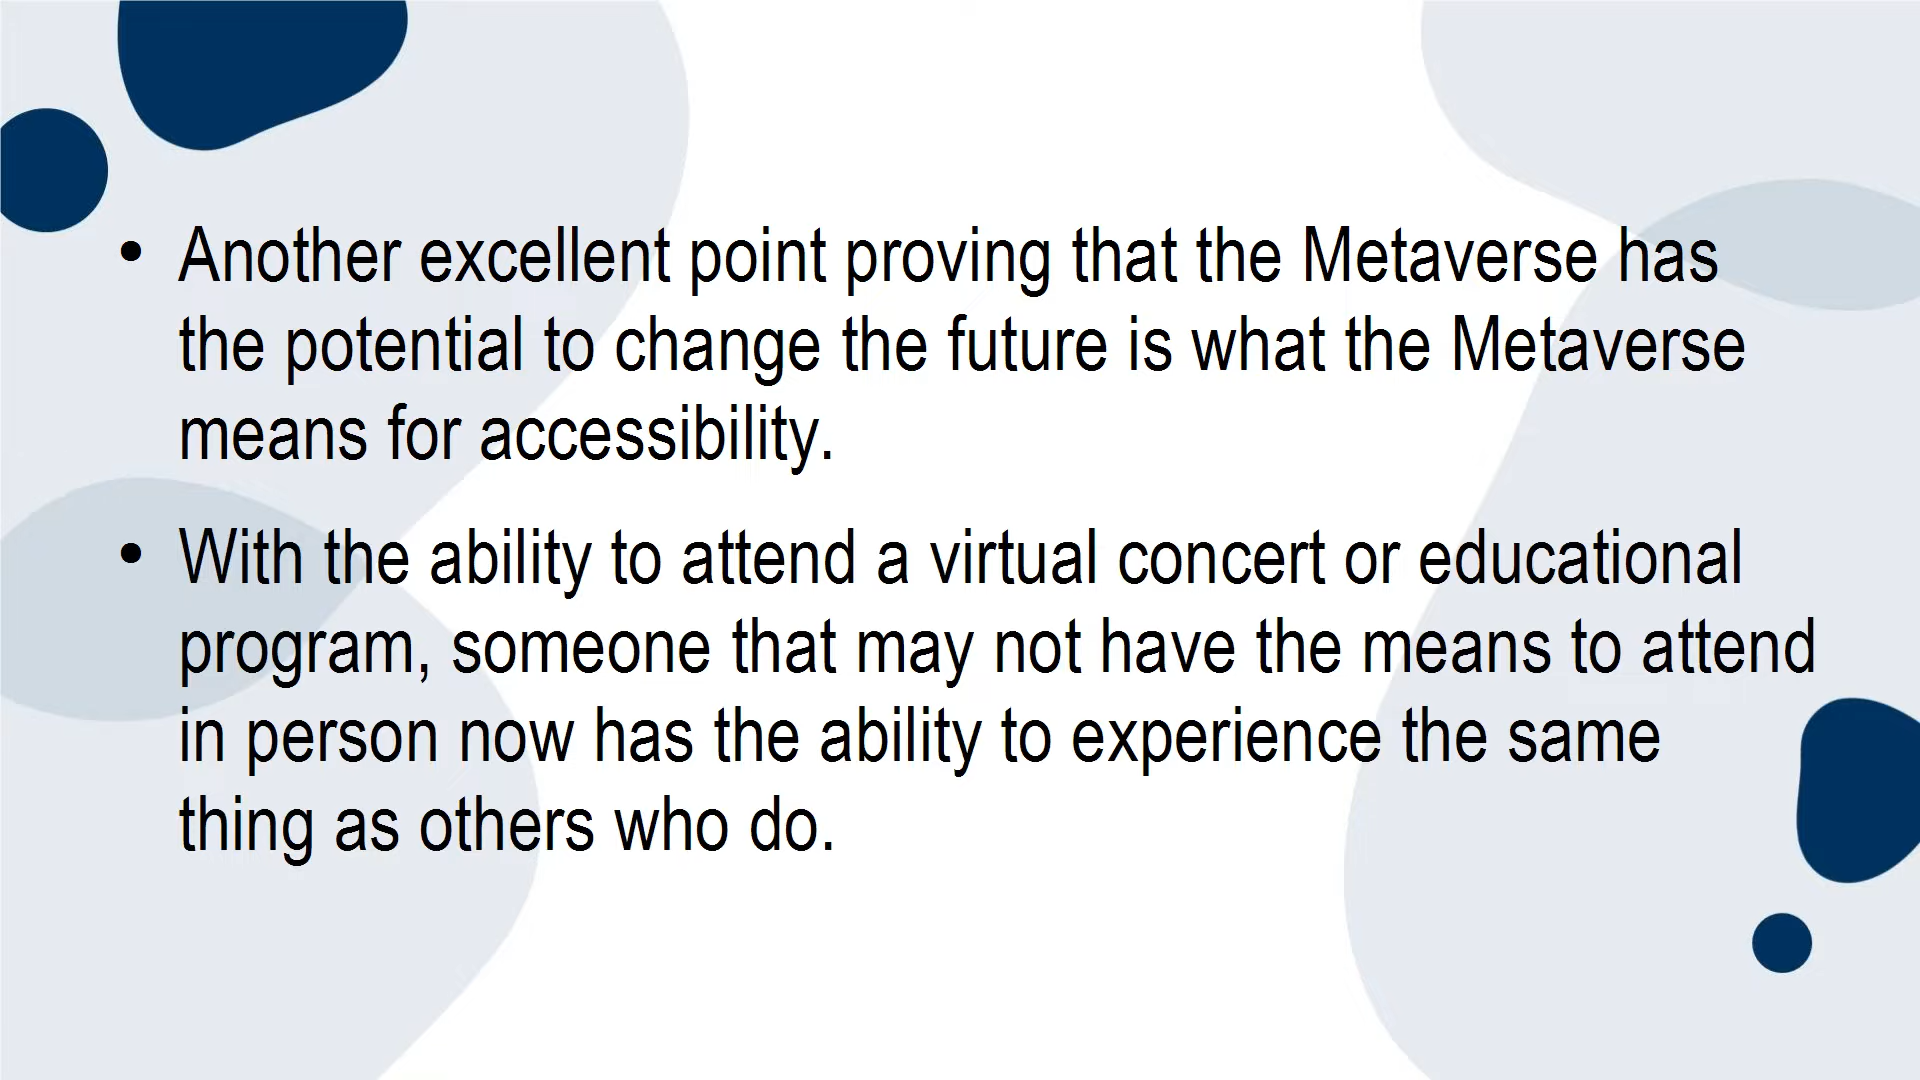 • Another excellent point proving that the Metaverse has
the potential to change the future is what the Metaverse
means for accessibility.
• With the ability to attend a virtual concert or educational
program, someone that may not have the means to attend
in person now has the ability to experience the same
thing as others who do.